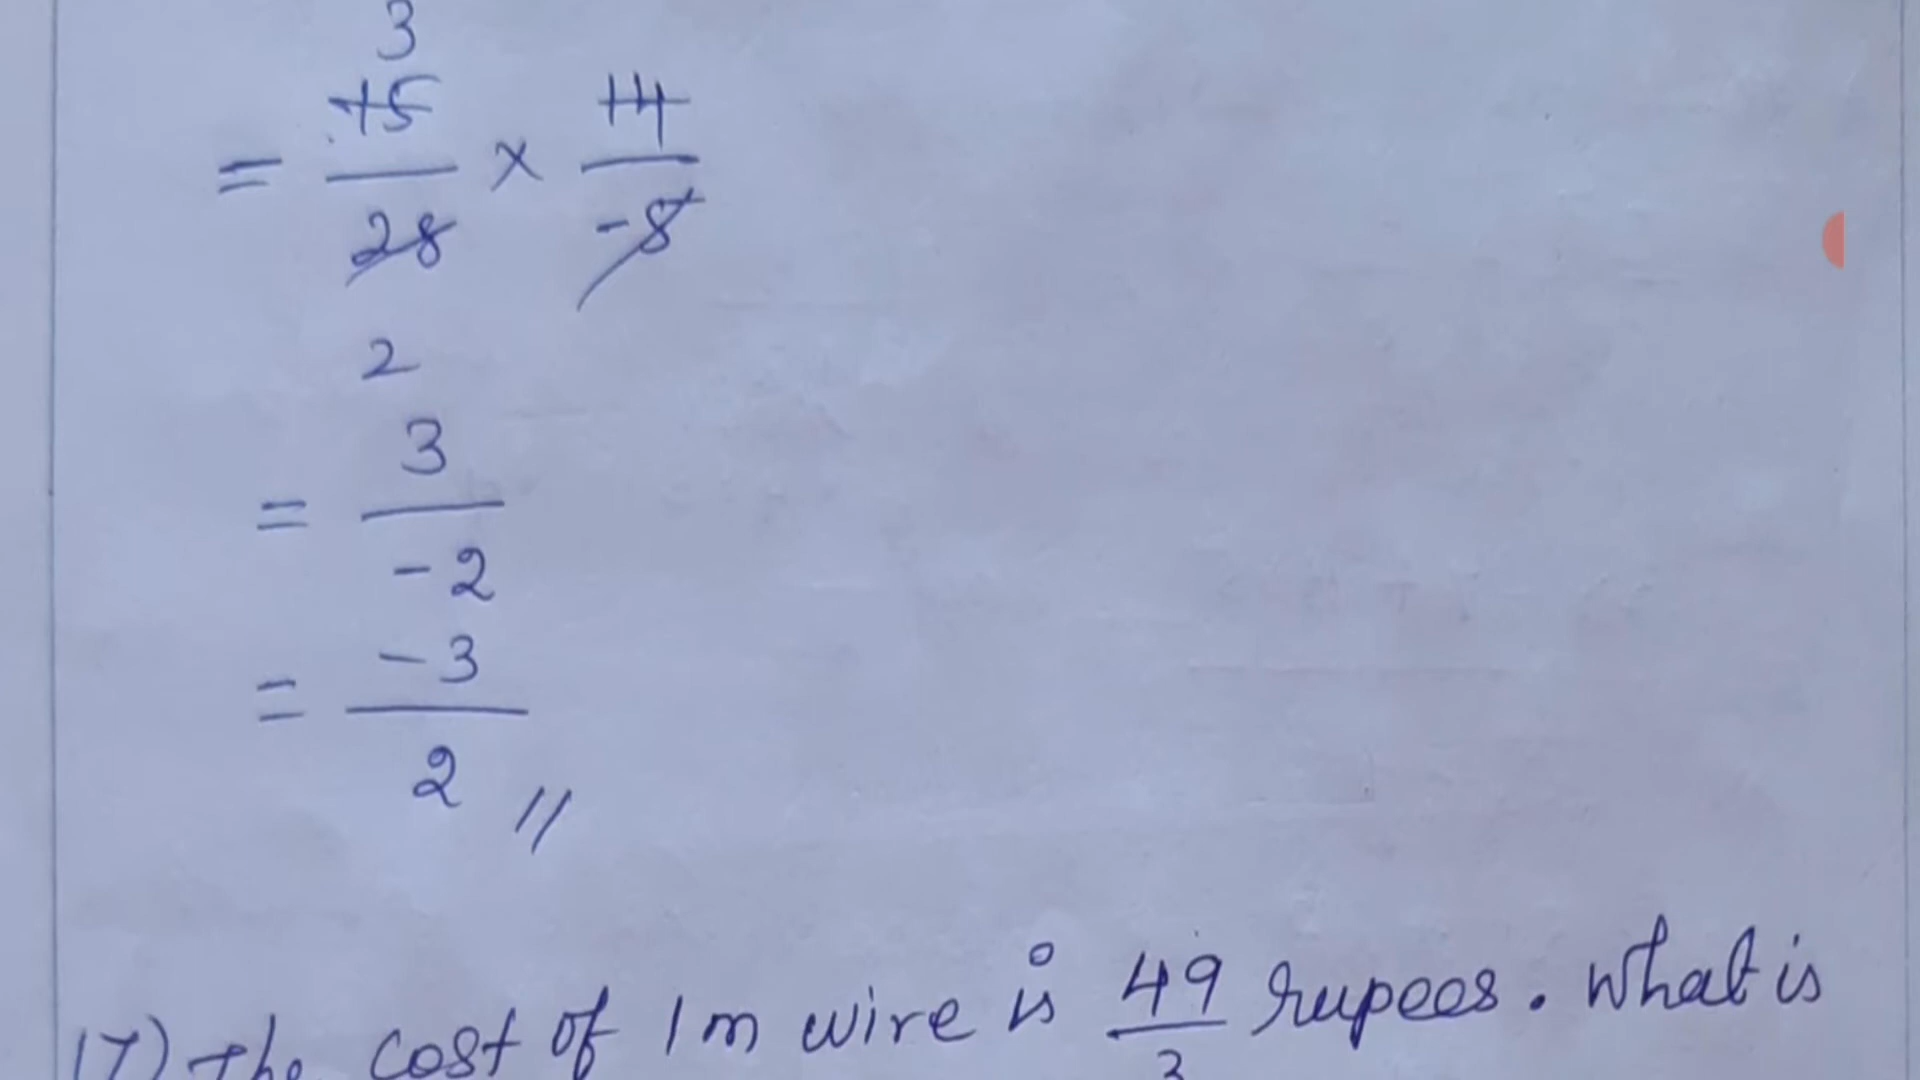 3
= 15/28 × 14/-8
2
= 3/-2
= -3/2 //
17) The cost of 1m wire is 49/3 rupees. What is